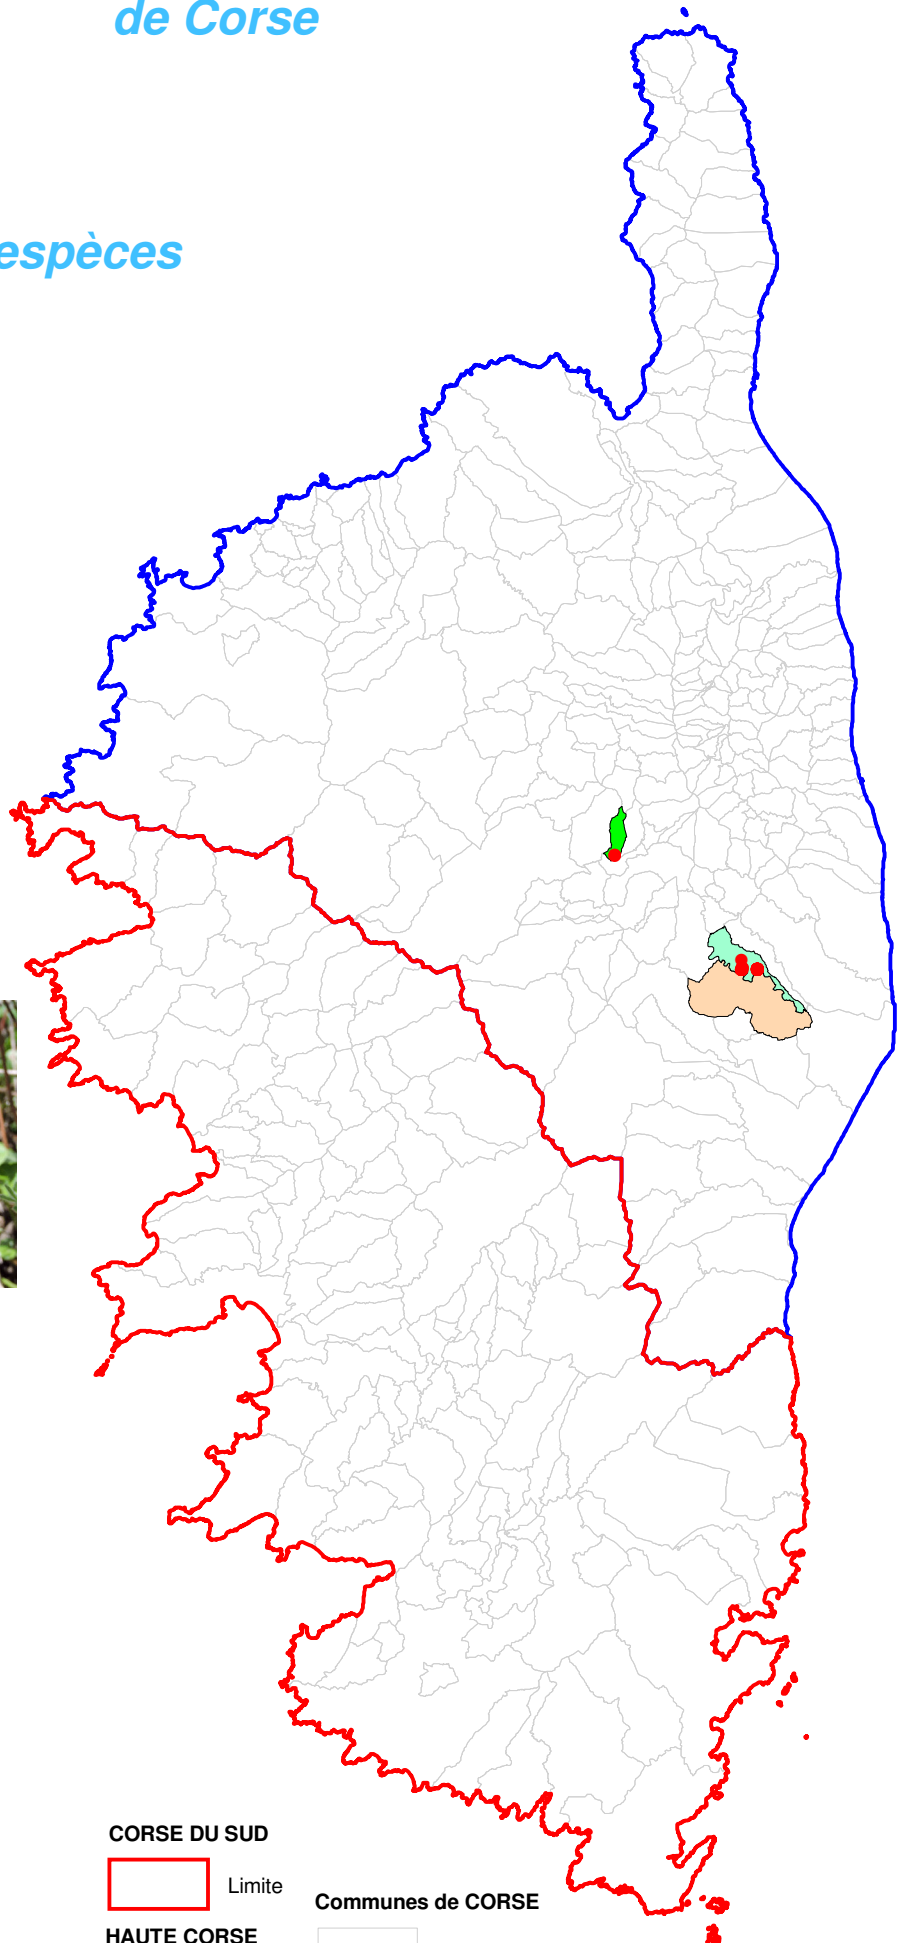 de Corse
espèces
CORSE DU SUD
Limite
Communes de CORSE
HAUTE CORSE